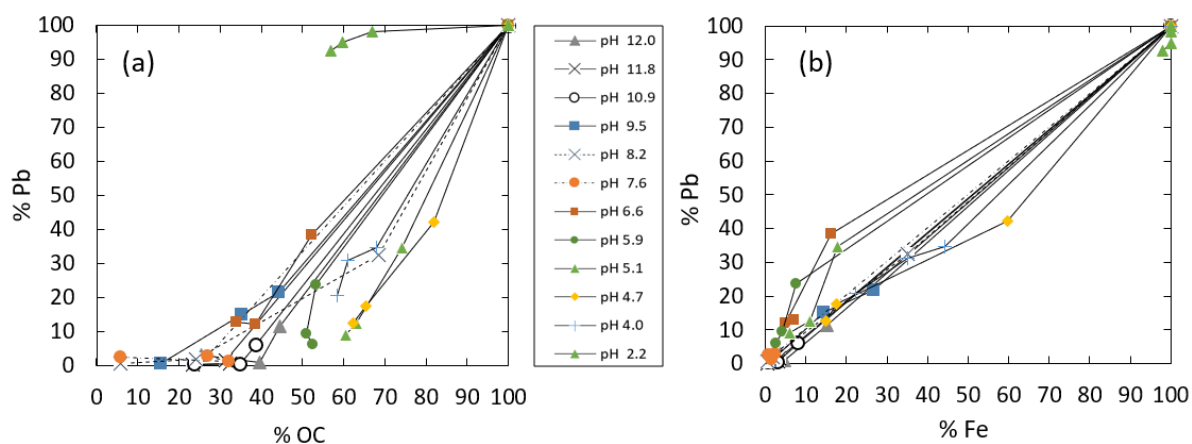 (a)
% Pb
100
90
80
70
60
50
40
30
20
10
0
0 10 20 30 40 50 60 70 80 90 100
% OC
pH 12.0
pH 11.8
pH 10.9
pH 9.5
pH 8.2
pH 7.6
pH 6.6
pH 5.9
pH 5.1
pH 4.7
pH 4.0
pH 2.2
(b)
% Pb
100
90
80
70
60
50
40
30
20
10
0
0 10 20 30 40 50 60 70 80 90 100
% Fe